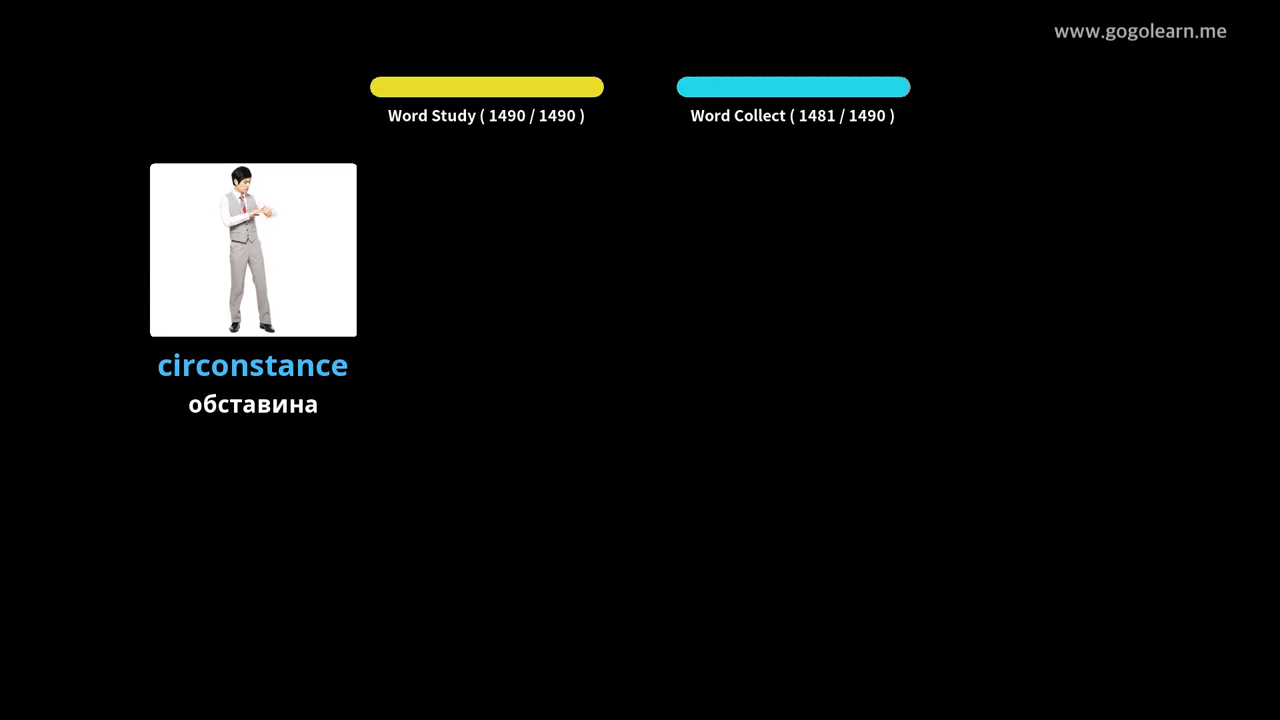 www.gogolearn.me
Word Study ( 1490 / 1490 )
Word Collect ( 1481 / 1490 )
circonstance
обставина